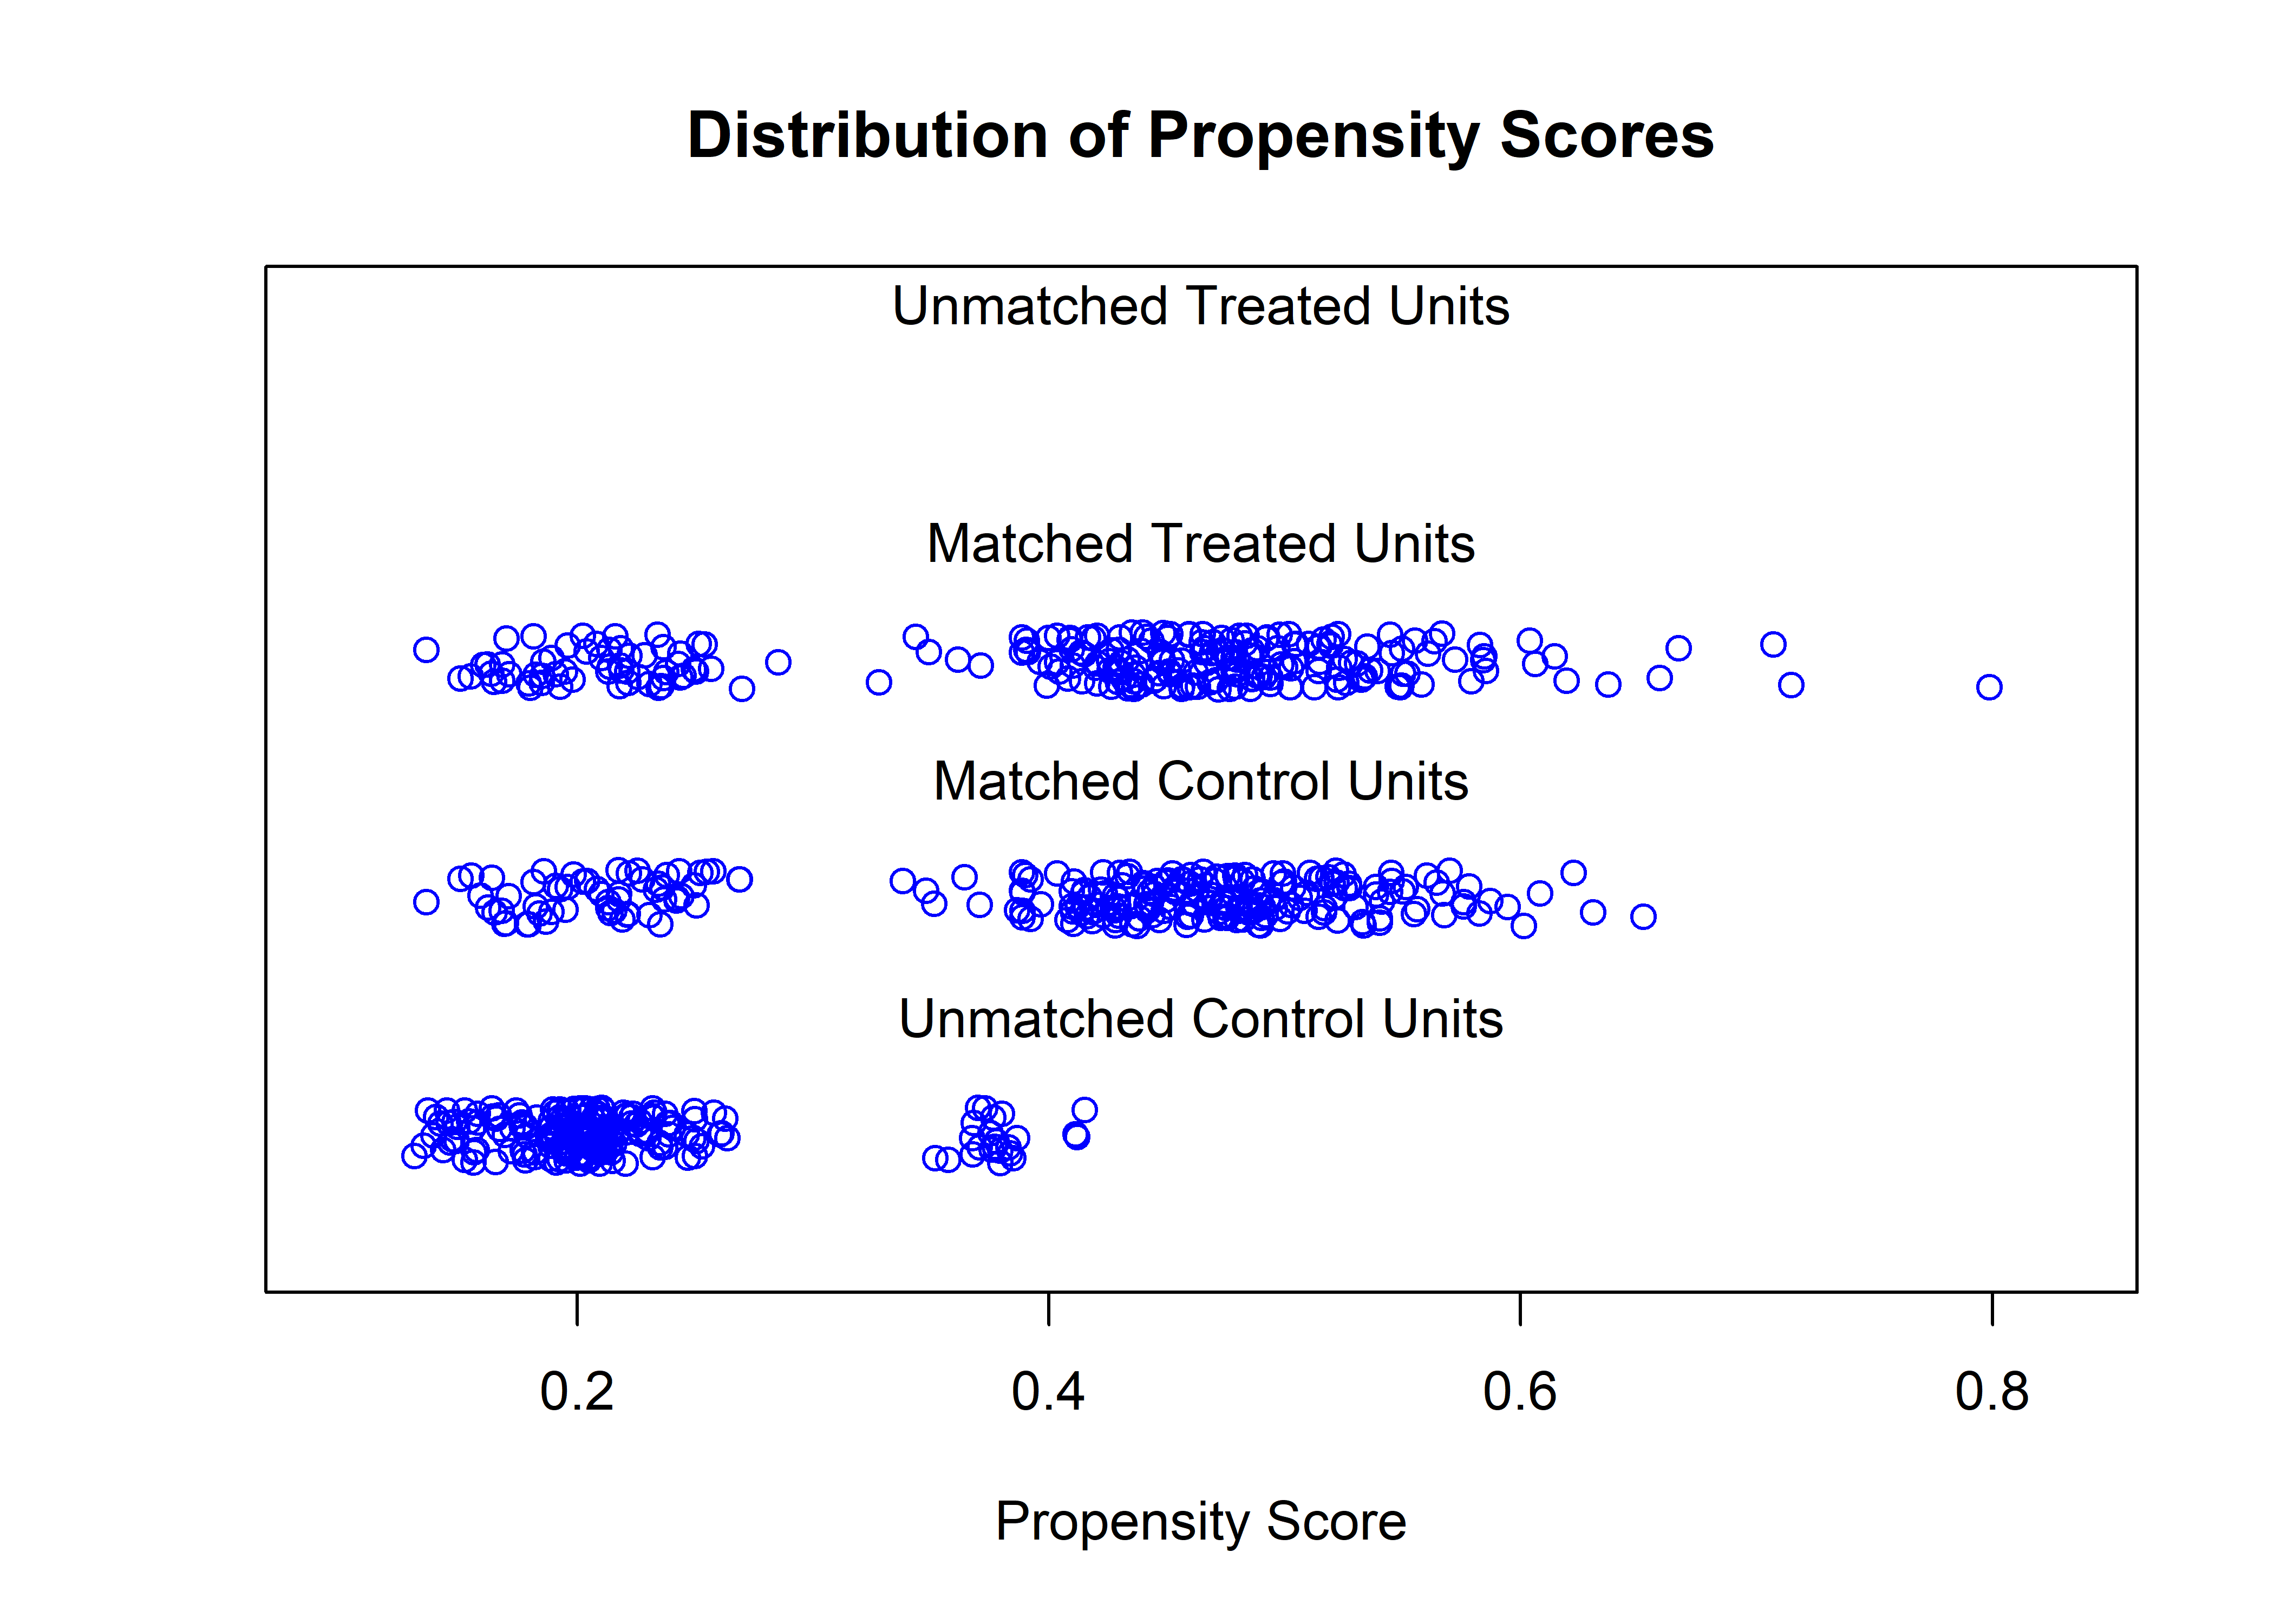 Distribution of Propensity Scores
Unmatched Treated Units
Matched Treated Units
Matched Control Units
Unmatched Control Units
0.2 0.4 0.6 0.8
Propensity Score